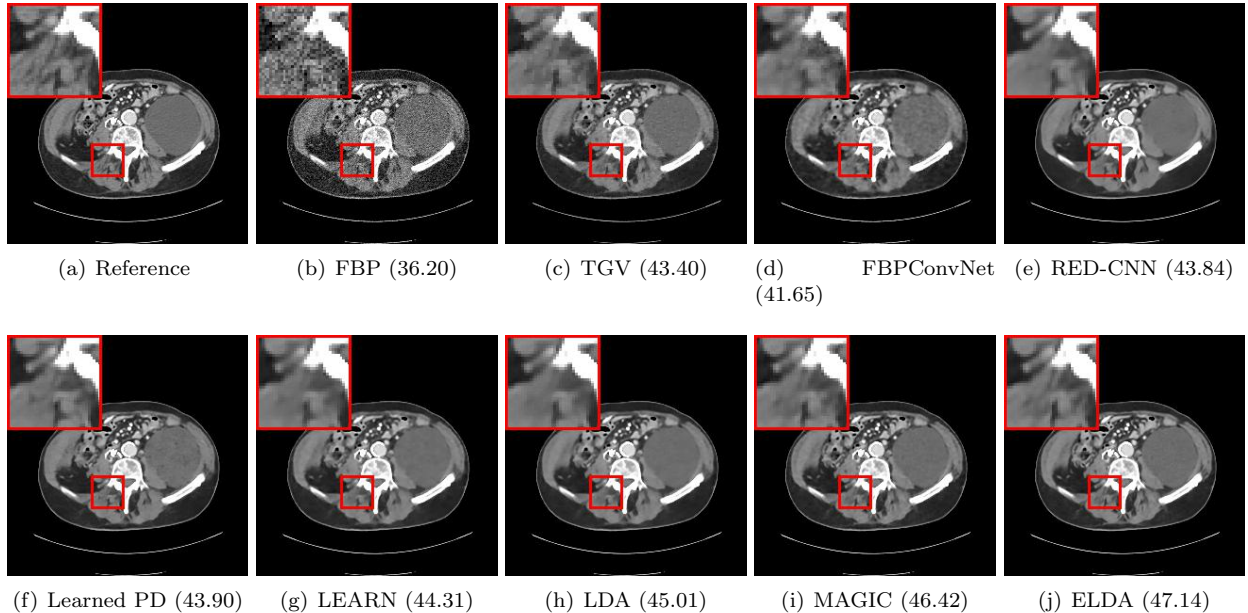 (a) Reference
(b) FBP (36.20)
(c) TGV (43.40)
(d) FBPConvNet
(41.65)
(e) RED-CNN (43.84)
(f) Learned PD (43.90)
(g) LEARN (44.31)
(h) LDA (45.01)
(i) MAGIC (46.42)
(j) ELDA (47.14)